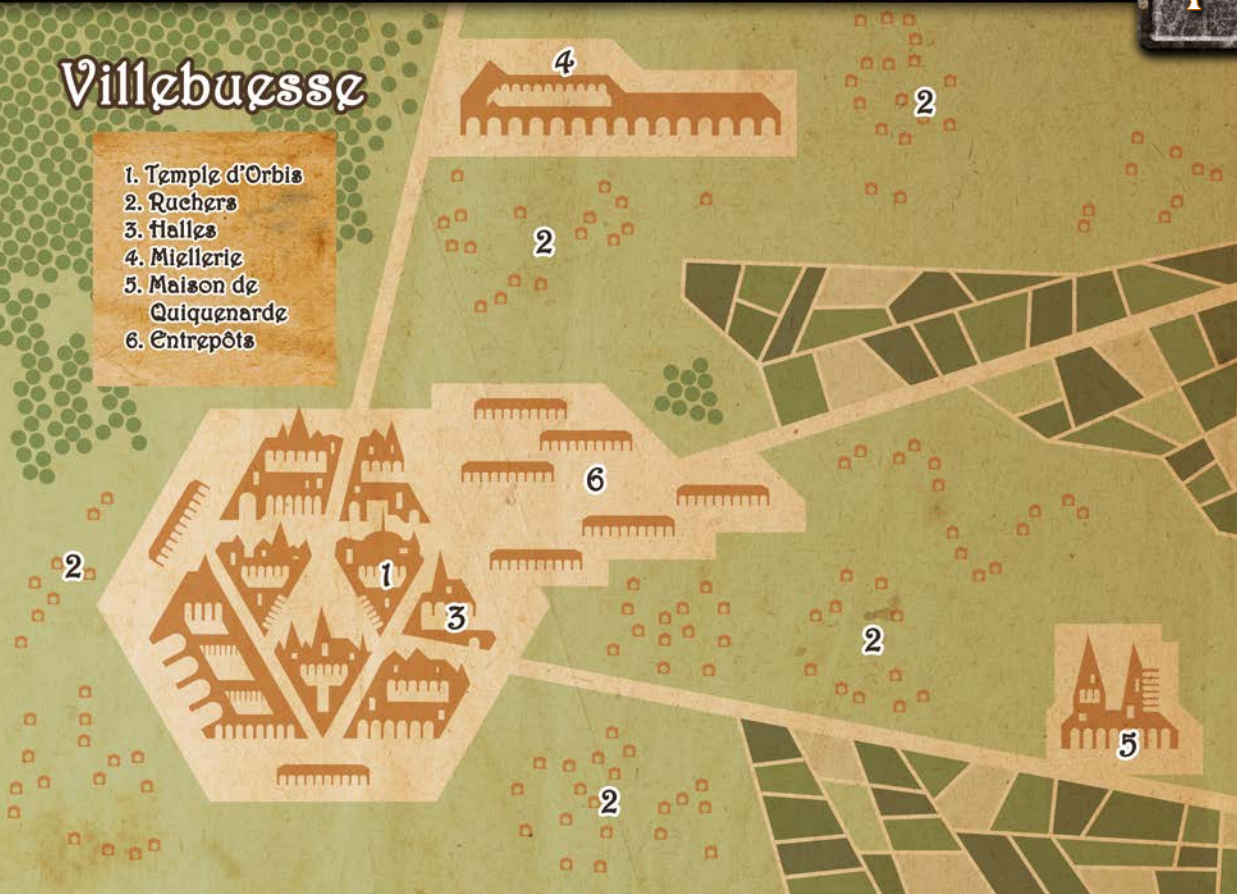 Villebuesse
1. Temple d'Orbis
2. Ruchers
3. Halles
4. Miellerie
5. Maison de
Quiquenarde
6. Entrepôts
4
2
2
6
2
1
3
2
5
2